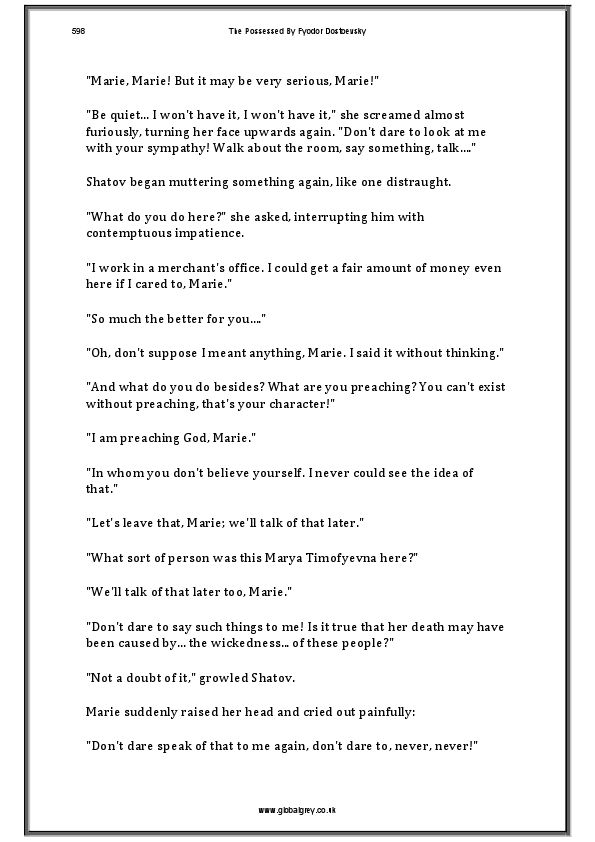 598
The Possessed By Fyodor Dostoevsky
"Marie, Marie! But it may be very serious, Marie!"
"Be quiet... I won't have it, I won't have it," she screamed almost
furiously, turning her face upwards again. "Don't dare to look at me
with your sympathy! Walk about the room, say something, talk...."
Shatov began muttering something again, like one distraught.
"What do you do here?" she asked, interrupting him with
contemptuous impatience.
"I work in a merchant's office. I could get a fair amount of money even
here if I cared to, Marie."
"So much the better for you...."
"Oh, don't suppose I meant anything, Marie. I said it without thinking."
"And what do you do besides? What are you preaching? You can't exist
without preaching, that's your character!"
"I am preaching God, Marie."
"In whom you don't believe yourself. I never could see the idea of
that."
"Let's leave that, Marie; we'll talk of that later."
"What sort of person was this Marya Timofyevna here?"
"We'll talk of that later too, Marie."
"Don't dare to say such things to me! Is it true that her death may have
been caused by... the wickedness... of these people?"
"Not a doubt of it," growled Shatov.
Marie suddenly raised her head and cried out painfully:
"Don't dare speak of that to me again, don't dare to, never, never!"
www.globalgrey.co.uk